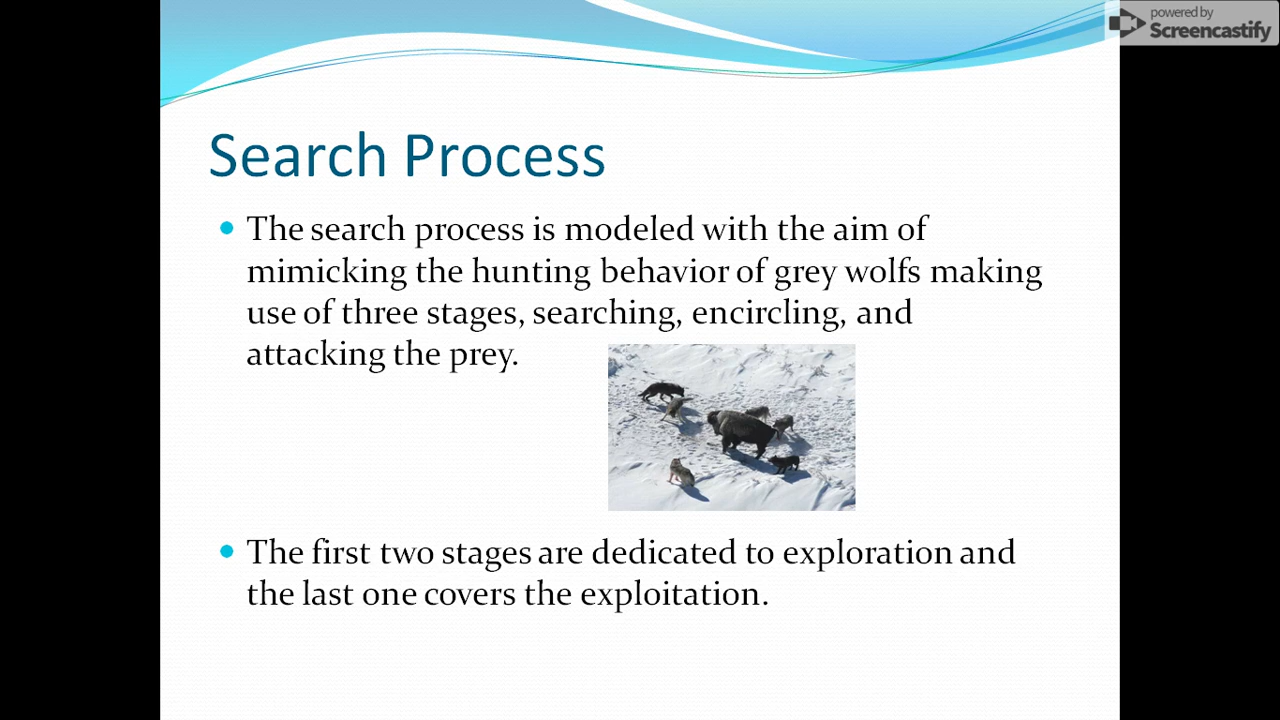 powered by
Screencastify
Search Process
The search process is modeled with the aim of
mimicking the hunting behavior of grey wolfs making
use of three stages, searching, encircling, and
attacking the prey.
The first two stages are dedicated to exploration and
the last one covers the exploitation.